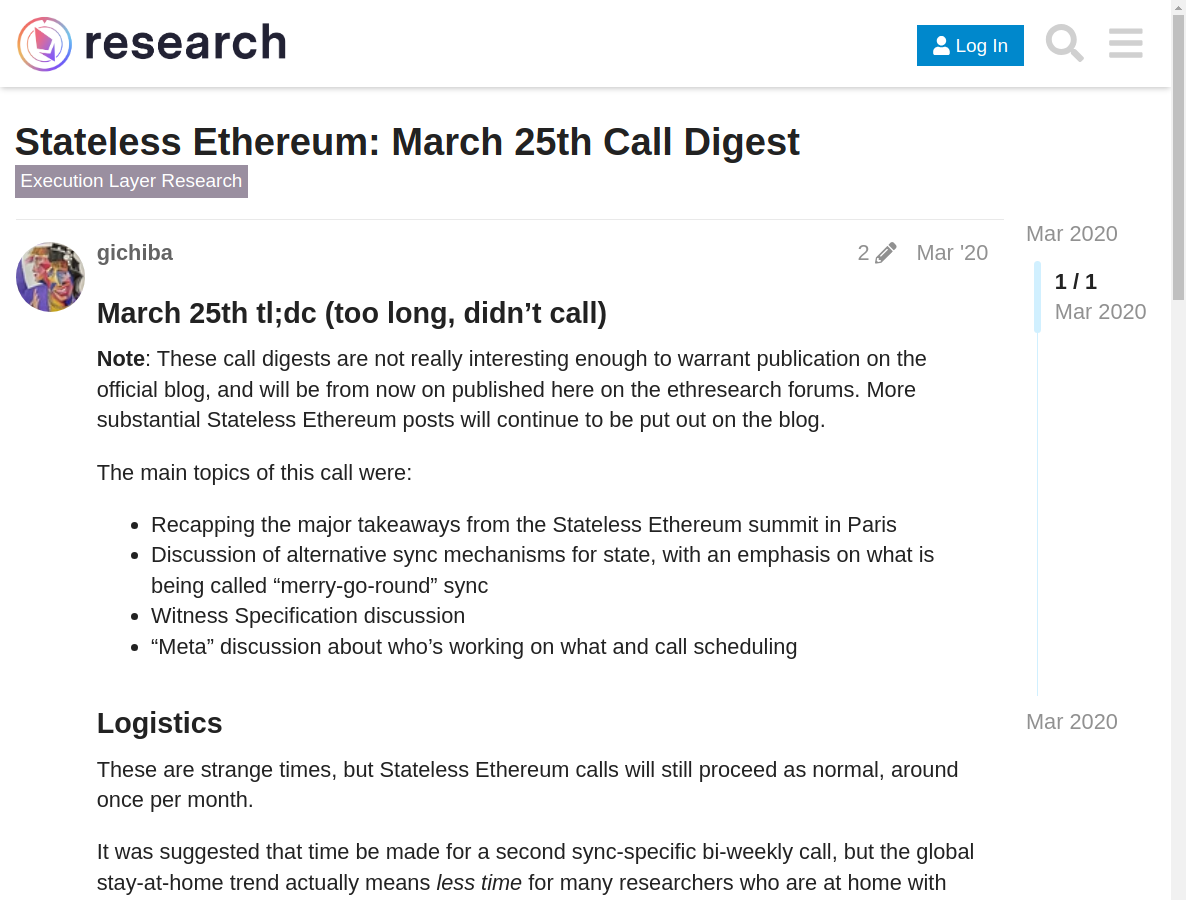 research
Log In
Stateless Ethereum: March 25th Call Digest
Execution Layer Research
gichiba
2
Mar '20
Mar 2020
1 / 1
Mar 2020
March 25th tl;dc (too long, didn’t call)
Note: These call digests are not really interesting enough to warrant publication on the
official blog, and will be from now on published here on the ethresearch forums. More
substantial Stateless Ethereum posts will continue to be put out on the blog.
The main topics of this call were:
Recapping the major takeaways from the Stateless Ethereum summit in Paris
Discussion of alternative sync mechanisms for state, with an emphasis on what is
being called “merry-go-round” sync
Witness Specification discussion
“Meta” discussion about who’s working on what and call scheduling
Mar 2020
Logistics
These are strange times, but Stateless Ethereum calls will still proceed as normal, around
once per month.
It was suggested that time be made for a second sync-specific bi-weekly call, but the global
stay-at-home trend actually means less time for many researchers who are at home with